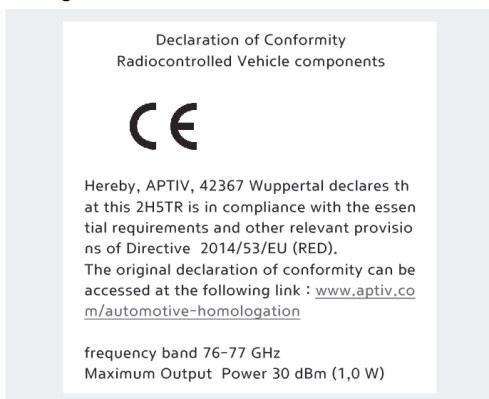 Declaration of Conformity
Radiocontrolled Vehicle components
CE
Hereby, APTIV, 42367 Wuppertal declares th
at this 2H5TR is in compliance with the essen
tial requirements and other relevant provisio
ns of Directive 2014/53/EU (RED).
The original declaration of conformity can be
accessed at the following link : www.aptiv.co
m/automotive-homologation
frequency band 76-77 GHz
Maximum Output Power 30 dBm (1,0 W)